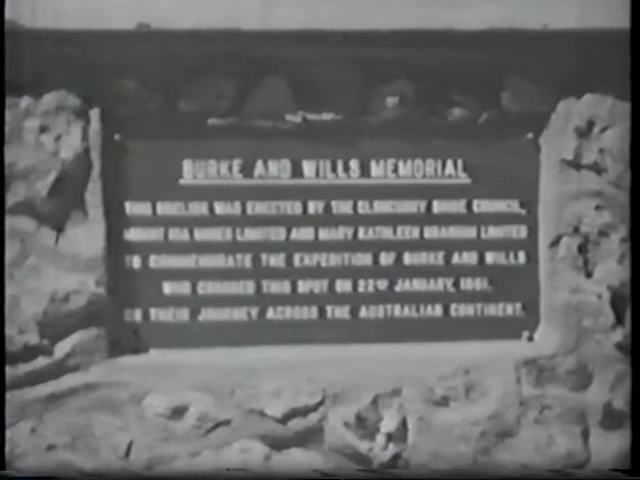 BURKE AND WILLS MEMORIAL
THIS OBELISK WAS ERECTED BY THE CLONCURRY SHIRE COUNCIL,
MOUNT ISA MINES LIMITED AND MARY KATHLEEN URANIUM LIMITED
TO COMMEMORATE THE EXPEDITION OF BURKE AND WILLS
WHO CROSSED THIS SPOT ON 22ND JANUARY, 1861.
ON THEIR JOURNEY ACROSS THE AUSTRALIAN CONTINENT.